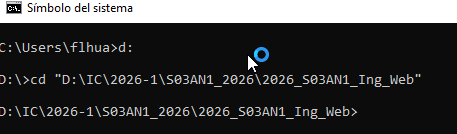 Símbolo del sistema
C:\Users\flhua>d:
D:\>cd "D:\IC\2026-1\S03AN1_2026\2026_S03AN1_Ing_Web"
D:\IC\2026-1\S03AN1_2026\2026_S03AN1_Ing_Web>